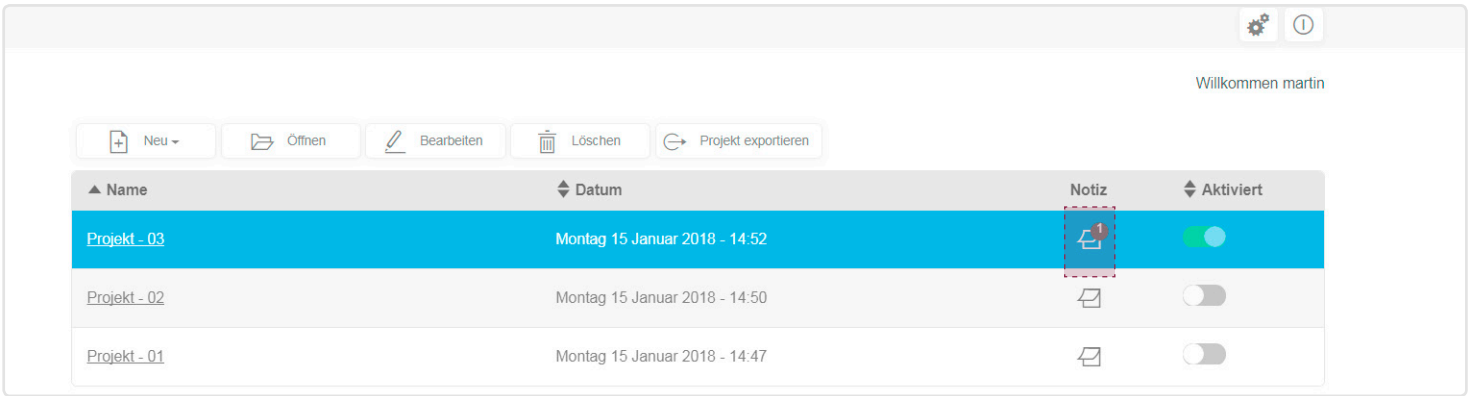 Willkommen martin
Neu Öffnen Bearbeiten Löschen Projekt exportieren
Name Datum Notiz Aktiviert
Projekt - 03 Montag 15 Januar 2018 - 14:52 1
Projekt - 02 Montag 15 Januar 2018 - 14:50
Projekt - 01 Montag 15 Januar 2018 - 14:47